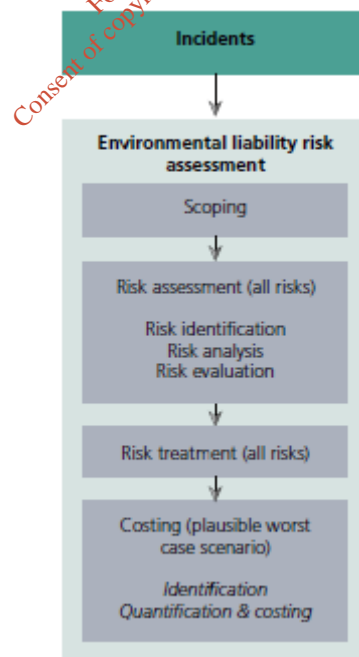 Consent of copy
Incidents
Environmental liability risk
assessment
Scoping
Risk assessment (all risks)
Risk identification
Risk analysis
Risk evaluation
Risk treatment (all risks)
Costing (plausible worst
case scenario)
Identification
Quantification & costing